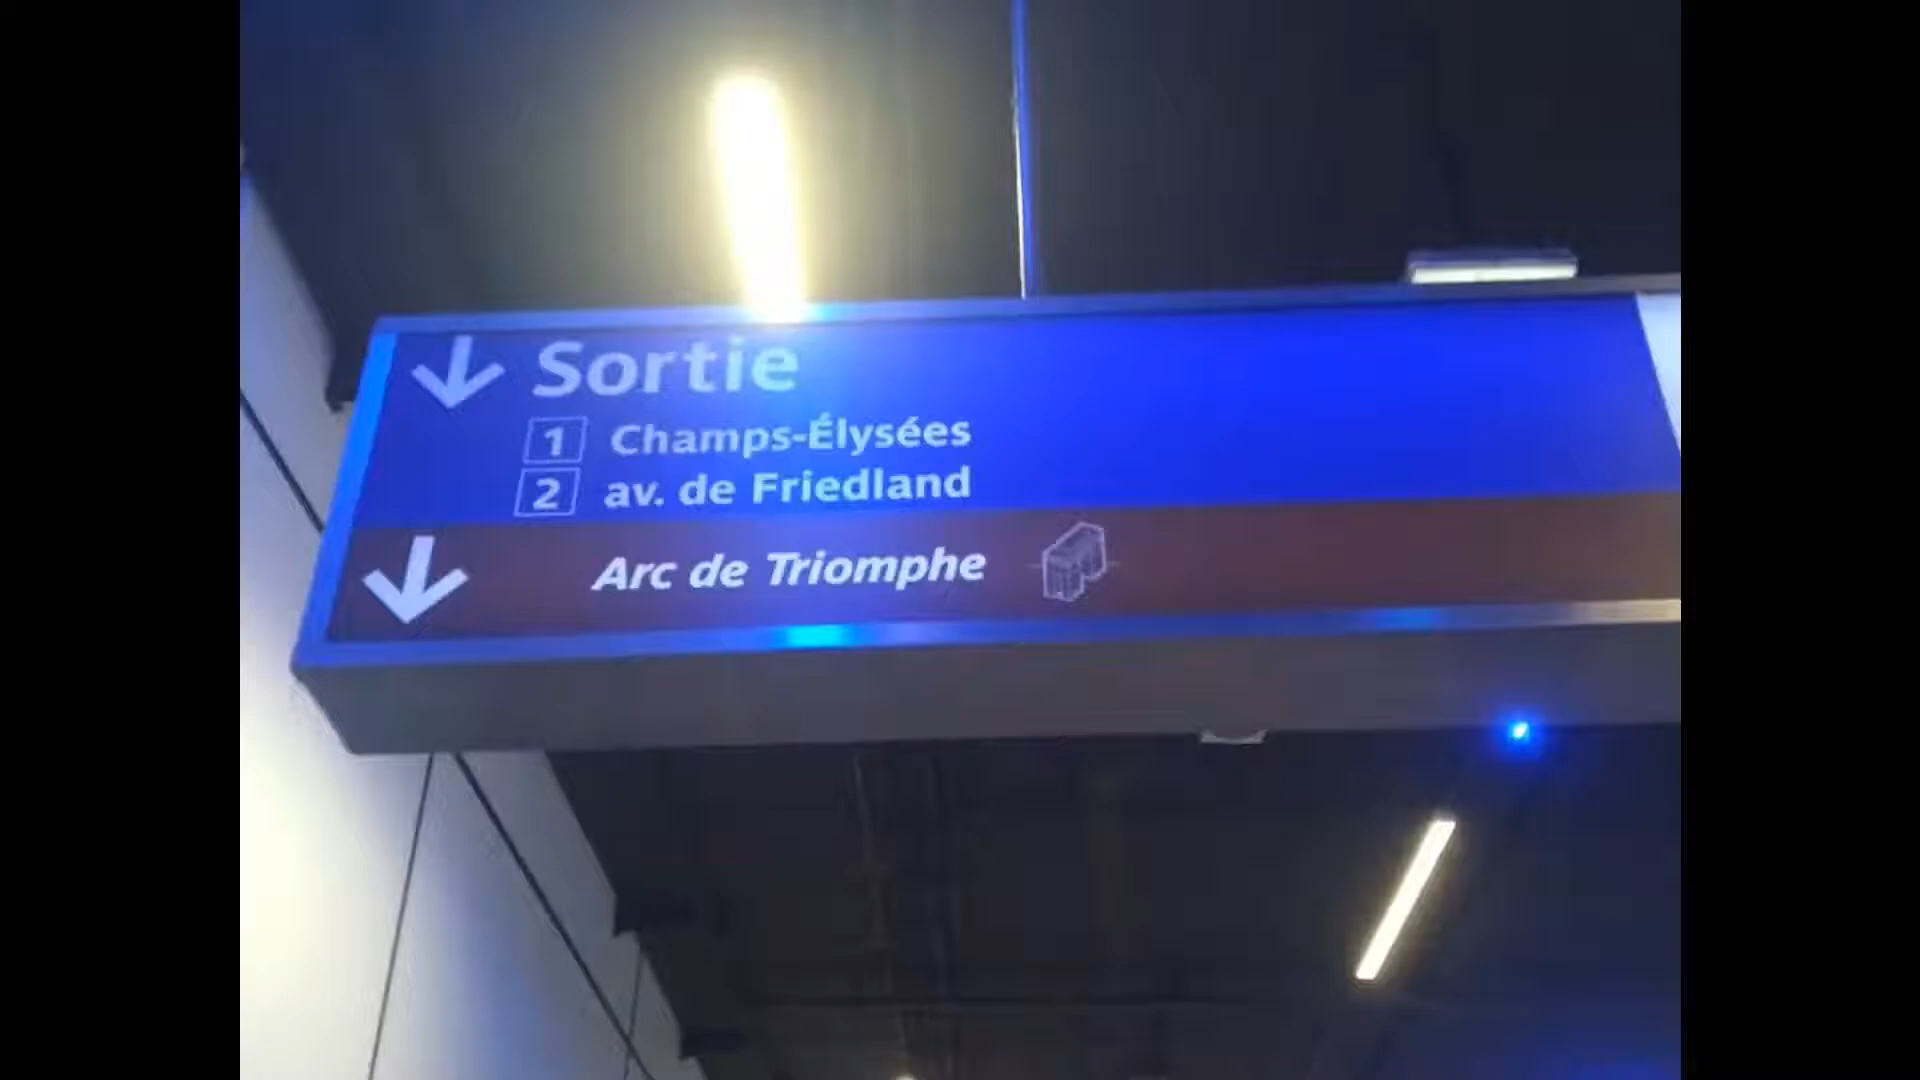 Sortie
1 Champs-Élysées
2 av. de Friedland
Arc de Triomphe